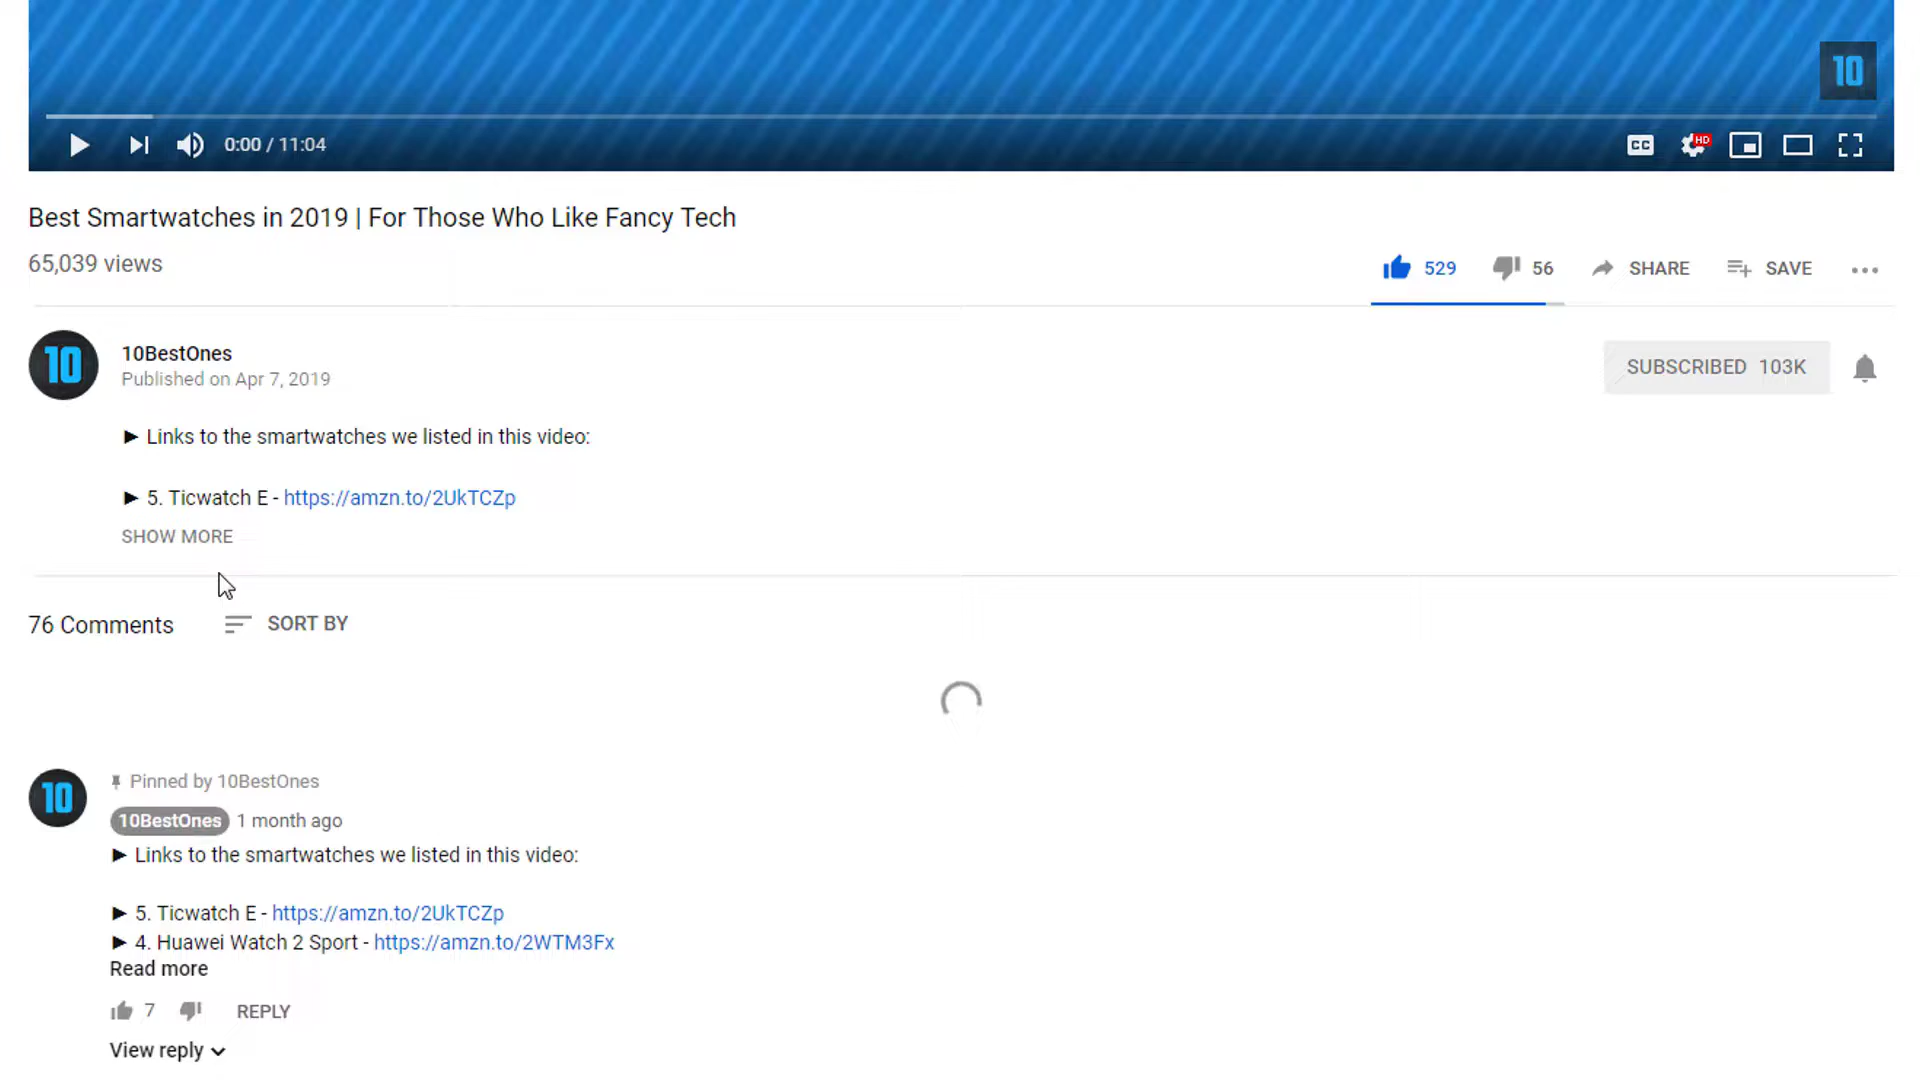 10
0:00 / 11:04
CC
HD
Best Smartwatches in 2019 | For Those Who Like Fancy Tech
65,039 views
529
56
SHARE
SAVE
10
10BestOnes
Published on Apr 7, 2019
SUBSCRIBED 103K
► Links to the smartwatches we listed in this video:
► 5. Ticwatch E - https://amzn.to/2UkTCZp
SHOW MORE
76 Comments
SORT BY
10
Pinned by 10BestOnes
10BestOnes 1 month ago
► Links to the smartwatches we listed in this video:
► 5. Ticwatch E - https://amzn.to/2UkTCZp
► 4. Huawei Watch 2 Sport - https://amzn.to/2WTM3Fx
Read more
7
REPLY
View reply